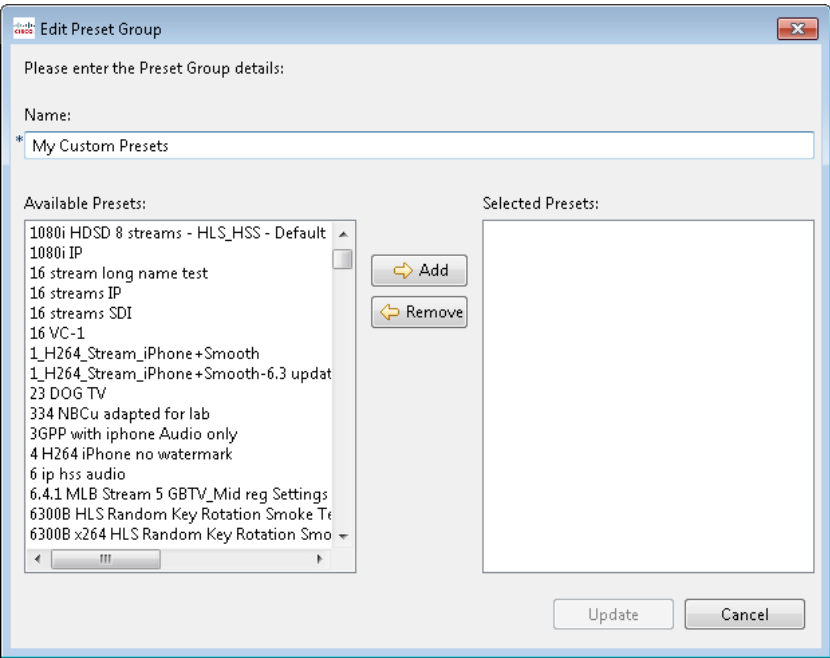 Edit Preset Group
Please enter the Preset Group details:
Name:
* My Custom Presets
Available Presets:
Selected Presets:
1080i HDSD 8 streams - HLS_HSS - Default
1080i IP
16 stream long name test
16 streams IP
16 streams SDI
16 VC-1
1_H264_Stream_iPhone+Smooth
1_H264_Stream_iPhone+Smooth-6.3 updat
23 DOG TV
334 NBCu adapted for lab
3GPP with iphone Audio only
4 H264 iPhone no watermark
6 ip hss audio
6.4.1 MLB Stream 5 GBTV_Mid reg Settings
6300B HLS Random Key Rotation Smoke Te
6300B x264 HLS Random Key Rotation Smo
Add
Remove
Update
Cancel